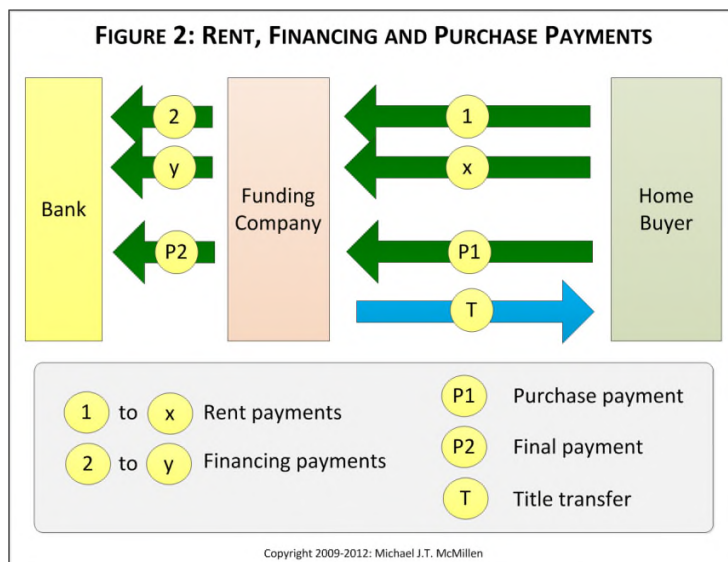 FIGURE 2: RENT, FINANCING AND PURCHASE PAYMENTS
2
1
y
x
Bank
Funding
Company
Home
Buyer
P2
P1
T
1 to x Rent payments
2 to y Financing payments
P1 Purchase payment
P2 Final payment
T Title transfer
Copyright 2009-2012: Michael J.T. McMillen